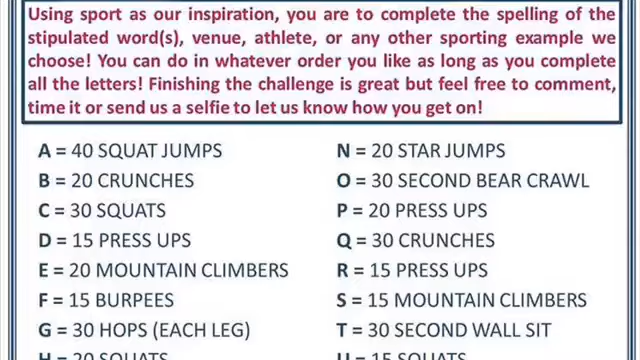 Using sport as our inspiration, you are to complete the spelling of the
stipulated word(s), venue, athlete, or any other sporting example we
choose! You can do in whatever order you like as long as you complete
all the letters! Finishing the challenge is great but feel free to comment,
time it or send us a selfie to let us know how you get on!
A = 40 SQUAT JUMPS
B = 20 CRUNCHES
C = 30 SQUATS
D = 15 PRESS UPS
E = 20 MOUNTAIN CLIMBERS
F = 15 BURPEES
G = 30 HOPS (EACH LEG)
H = 20 SQUATS
N = 20 STAR JUMPS
O = 30 SECOND BEAR CRAWL
P = 20 PRESS UPS
Q = 30 CRUNCHES
R = 15 PRESS UPS
S = 15 MOUNTAIN CLIMBERS
T = 30 SECOND WALL SIT
U = 15 SQUATS